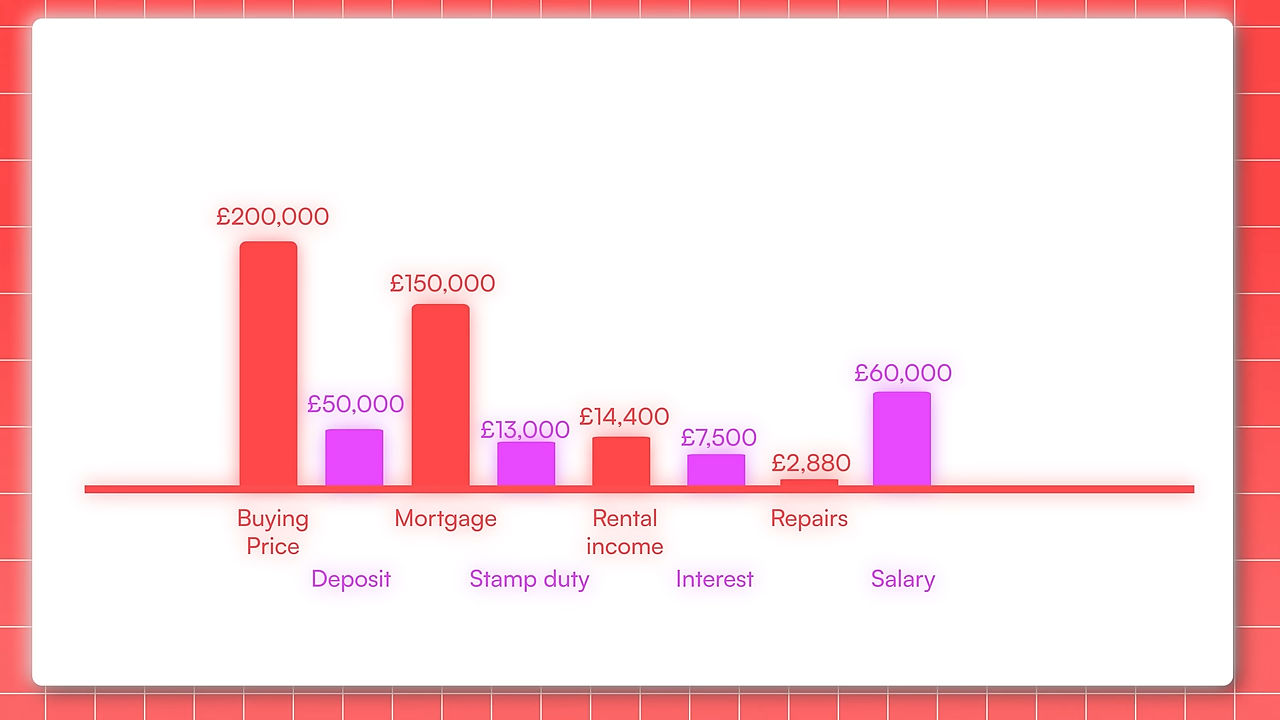 £200,000
£150,000
£60,000
£50,000
£14,400
£13,000
£7,500
£2,880
Buying
Price
Mortgage
Rental
income
Repairs
Deposit
Stamp duty
Interest
Salary